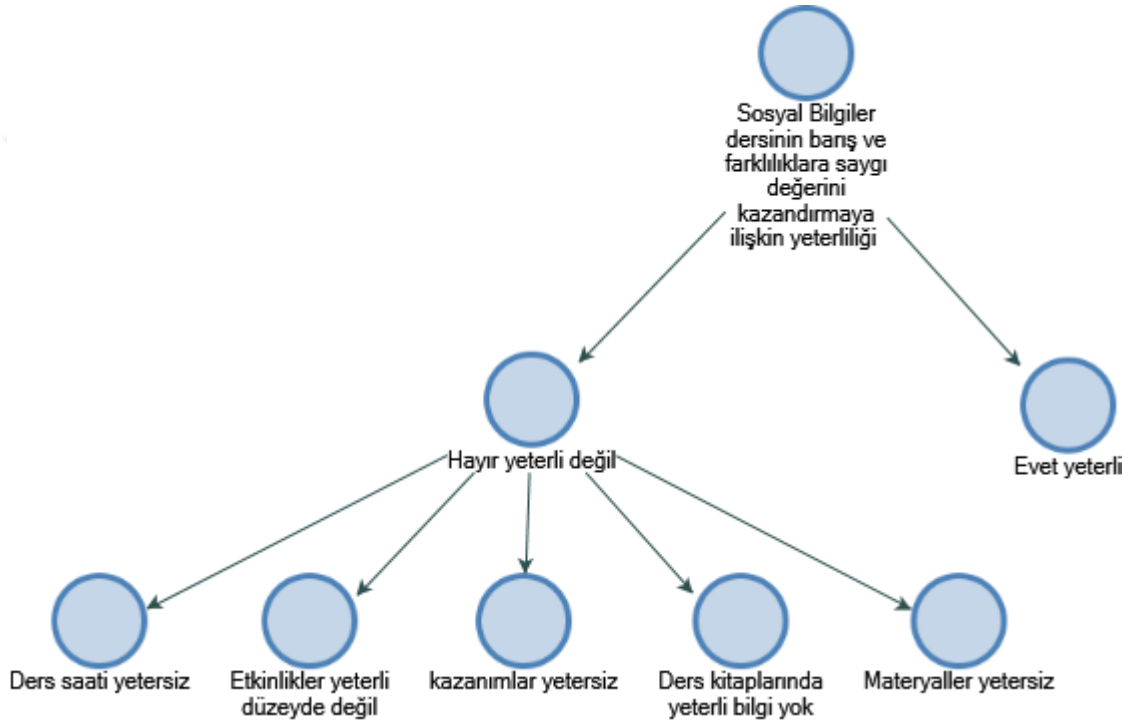 Sosyal Bilgiler
dersinin barış ve
farklılıklara saygı
değerini
kazandırmaya
ilişkin yeterliliği
Hayır yeterli değil
Evet yeterli
Ders saati yetersiz
Etkinlikler yeterli
düzeyde değil
kazanımlar yetersiz
Ders kitaplarında
yeterli bilgi yok
Materyaller yetersiz